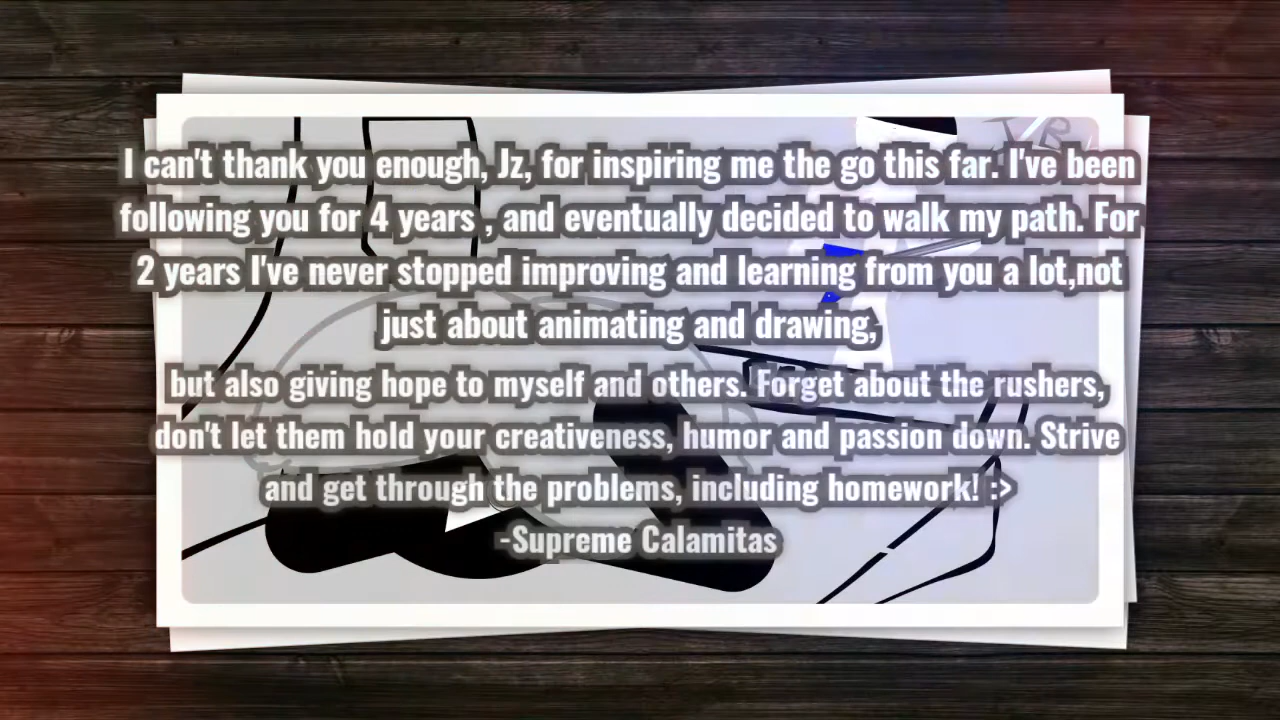 I can't thank you enough, Jz, for inspiring me the go this far. I've been
following you for 4 years , and eventually decided to walk my path. For
2 years I've never stopped improving and learning from you a lot,not
just about animating and drawing,
but also giving hope to myself and others. Forget about the rushers,
don't let them hold your creativeness, humor and passion down. Strive
and get through the problems, including homework! :>
-Supreme Calamitas